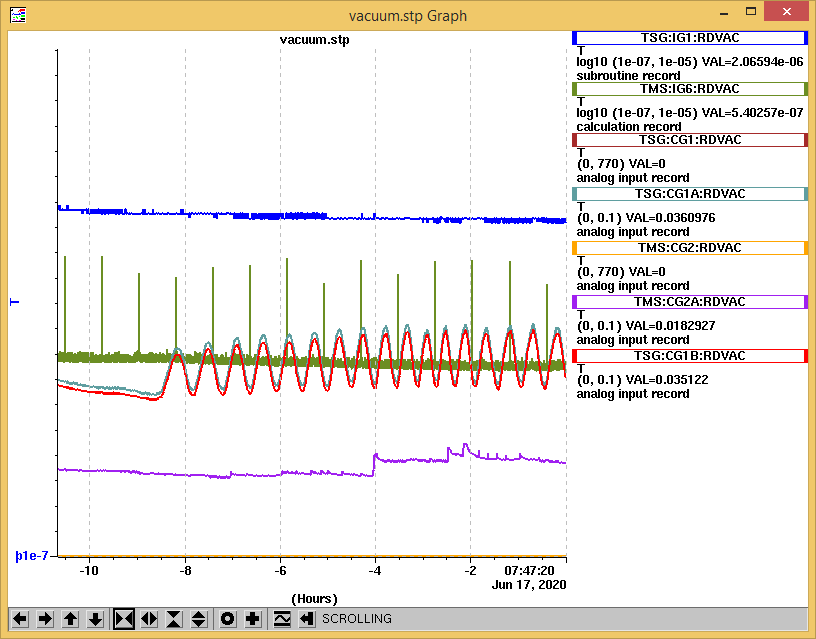 vacuum.stp Graph
vacuum.stp
TSG:IG1:RDVAC
T
log10 (1e-07, 1e-05) VAL=2.06594e-06
subroutine record
TMS:IG6:RDVAC
T
log10 (1e-07, 1e-05) VAL=5.40257e-07
calculation record
TSG:CG1:RDVAC
T
(0, 770) VAL=0
analog input record
TSG:CG1A:RDVAC
T
(0, 0.1) VAL=0.0360976
analog input record
TMS:CG2:RDVAC
T
(0, 770) VAL=0
analog input record
TMS:CG2A:RDVAC
T
(0, 0.1) VAL=0.0182927
analog input record
TSG:CG1B:RDVAC
T
(0, 0.1) VAL=0.035122
analog input record
T
1e-7
-10 -8 -6 -4 -2 07:47:20
Jun 17, 2020
(Hours)
SCROLLING